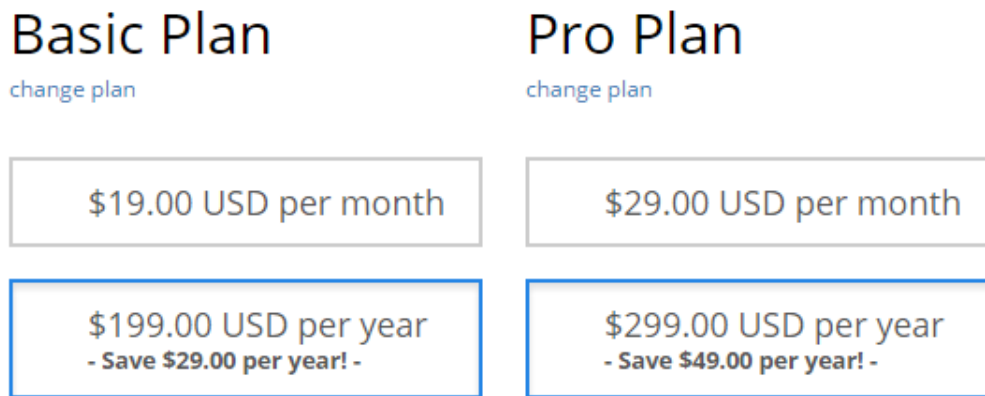 Basic Plan
change plan
$19.00 USD per month
$199.00 USD per year
- Save $29.00 per year! -
Pro Plan
change plan
$29.00 USD per month
$299.00 USD per year
- Save $49.00 per year! -